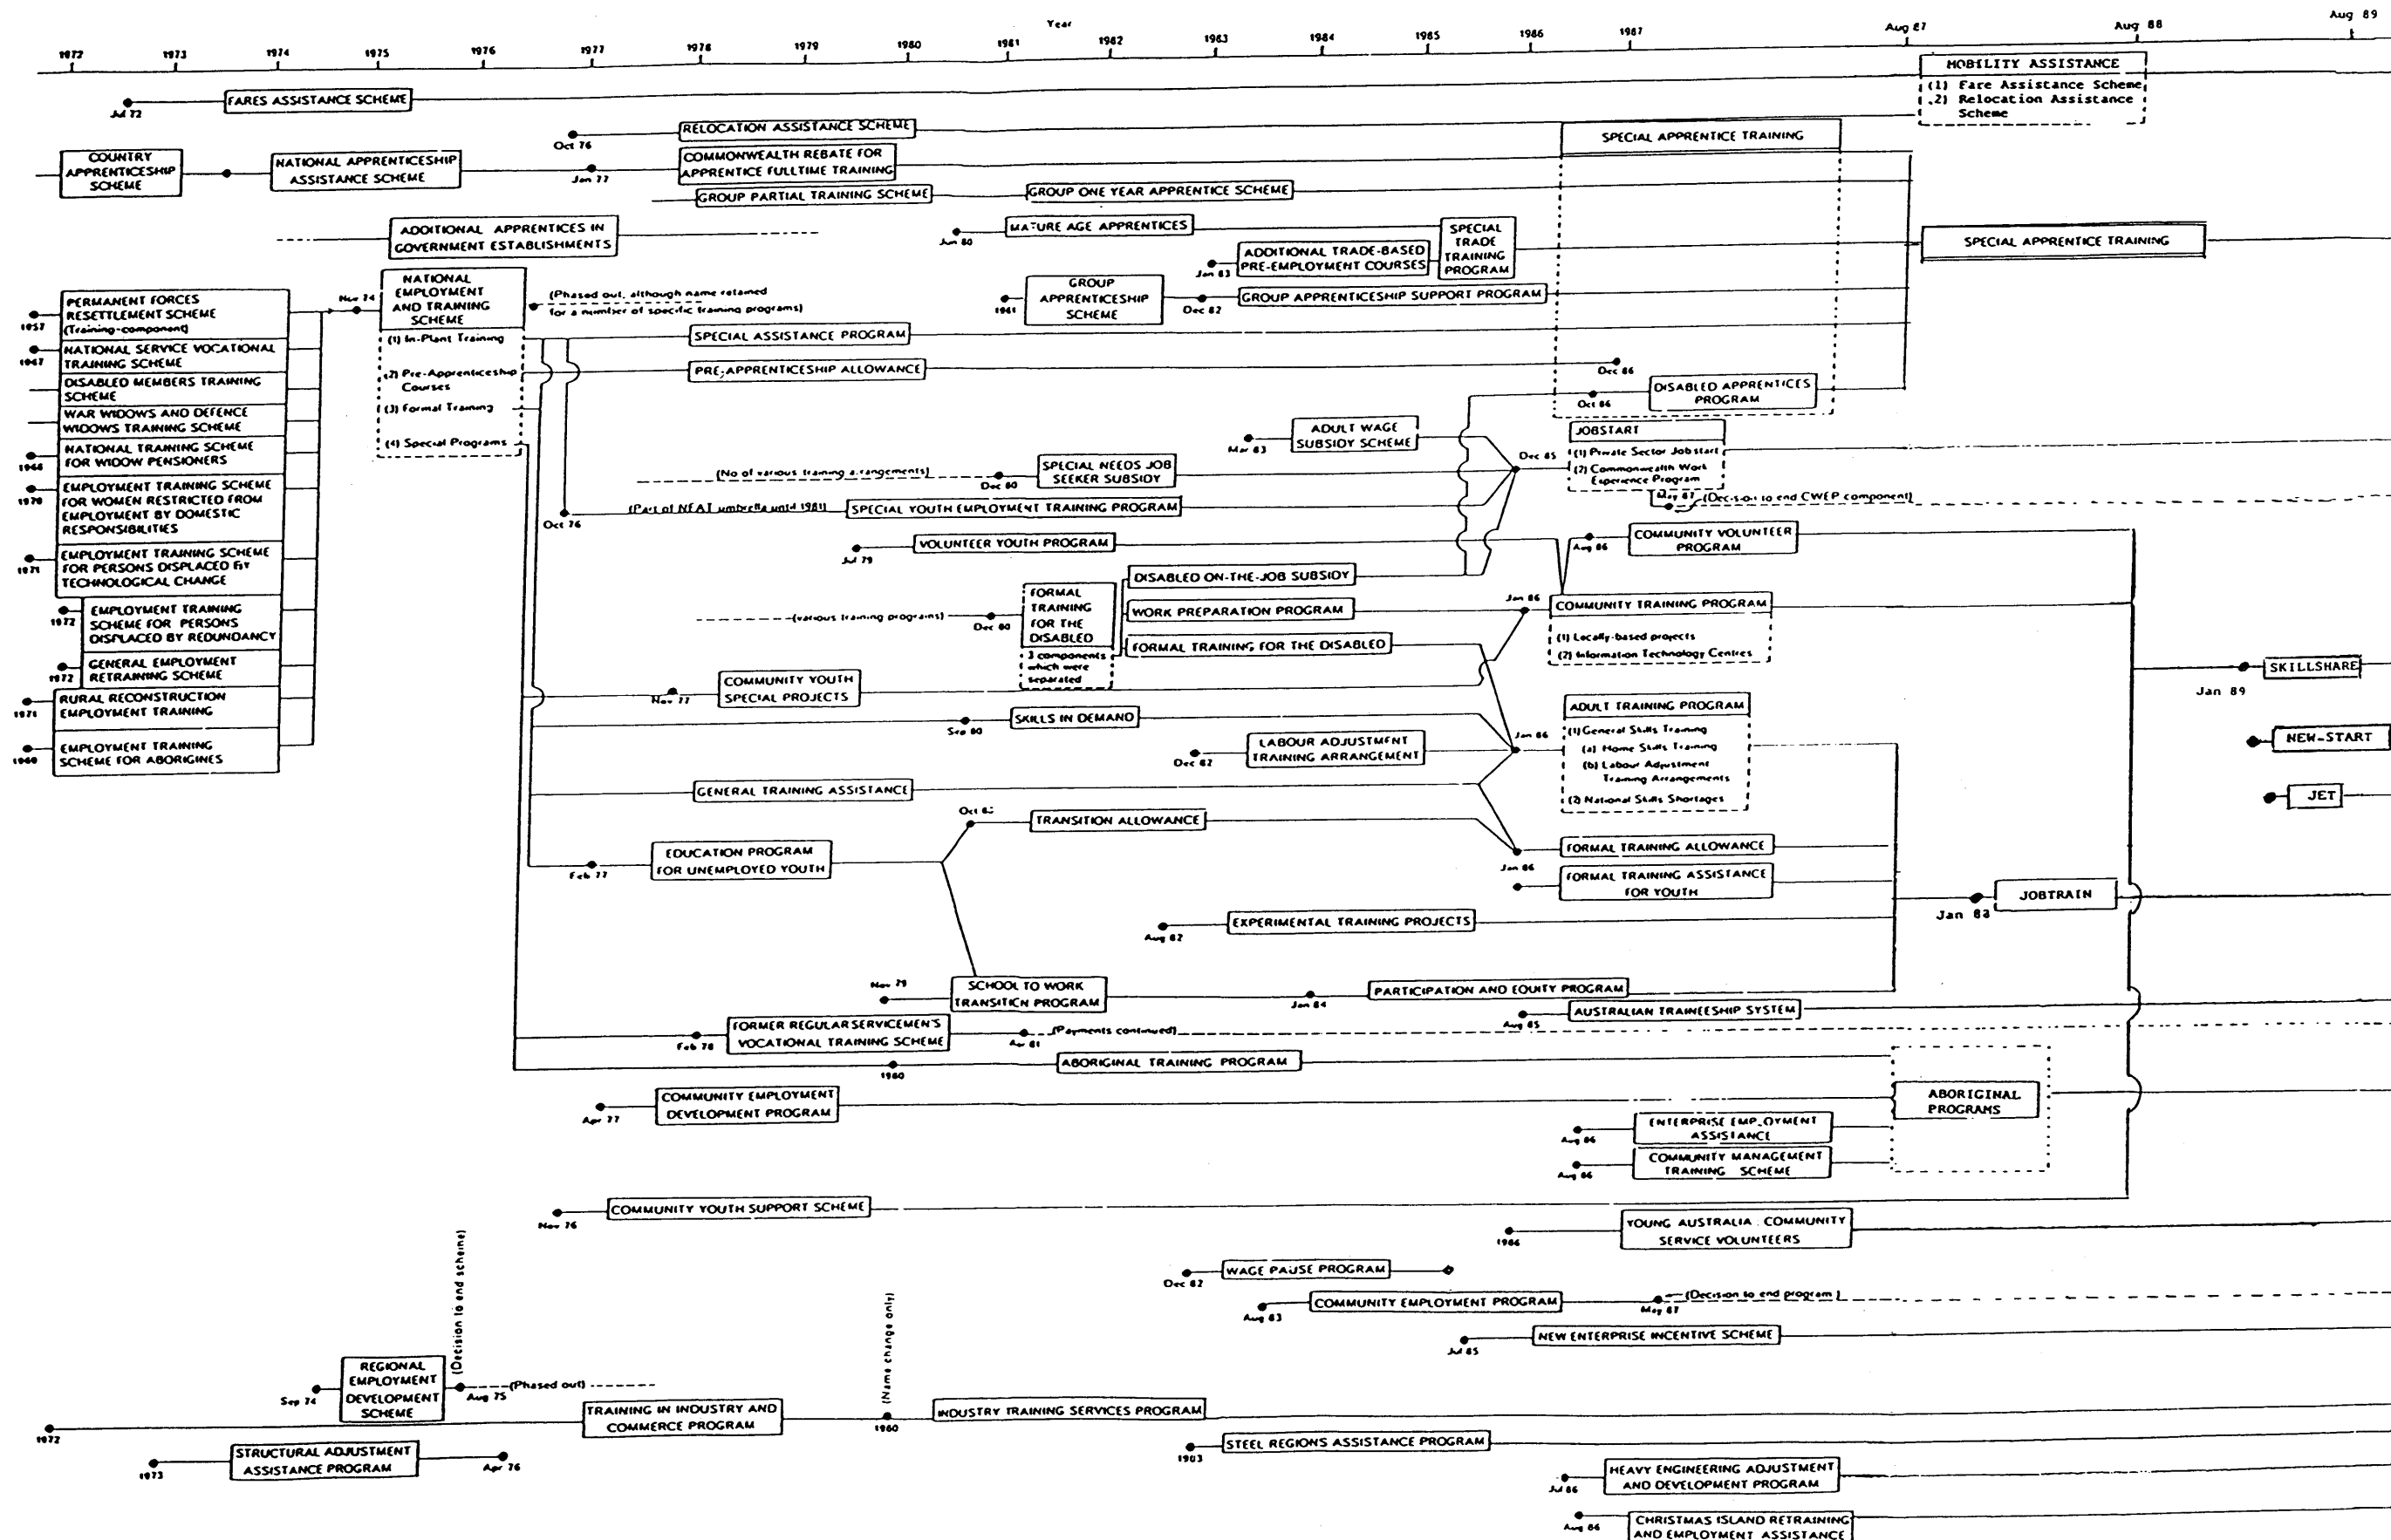 Year
1972
1973
1974
1975
1976
1977
1978
1979
1980
1981
1982
1983
1984
1985
1986
1987
Aug 87
Aug 88
Aug 89
MOBILITY ASSISTANCE
(1) Fare Assistance Scheme
2) Relocation Assistance
Scheme
Jul 72
FARES ASSISTANCE SCHEME
Oct 76
RELOCATION ASSISTANCE SCHEME
SPECIAL APPRENTICE TRAINING
COUNTRY
APPRENTICESHIP
SCHEME
NATIONAL APPRENTICESHIP
ASSISTANCE SCHEME
Jan 77
COMMONWEALTH REBATE FOR
APPRENTICE FULLTIME TRAINING
GROUP PARTIAL TRAINING SCHEME
GROUP ONE YEAR APPRENTICE SCHEME
ADDITIONAL APPRENTICES IN
GOVERNMENT ESTABLISHMENTS
Jun 80
MATURE AGE APPRENTICES
SPECIAL
TRADE
TRAINING
PROGRAM
Jan 83
ADDITIONAL TRADE-BASED
PRE-EMPLOYMENT COURSES
SPECIAL APPRENTICE TRAINING
1981
GROUP
APPRENTICESHIP
SCHEME
Dec 82
GROUP APPRENTICESHIP SUPPORT PROGRAM
1957
PERMANENT FORCES
RESETTLEMENT SCHEME
(Training-component)
Nov 74
NATIONAL
EMPLOYMENT
AND TRAINING
SCHEME
(Phased out, although name retained
for a number of specific training programs)
(1) In-Plant Training
(2) Pre-Apprenticeship
Courses
(3) Formal Training
(4) Special Programs
SPECIAL ASSISTANCE PROGRAM
PRE-APPRENTICESHIP ALLOWANCE
Dec 86
Oct 86
DISABLED APPRENTICES
PROGRAM
NATIONAL SERVICE VOCATIONAL
TRAINING SCHEME
DISABLED MEMBERS TRAINING
SCHEME
WAR WIDOWS AND DEFENCE
WIDOWS TRAINING SCHEME
NATIONAL TRAINING SCHEME
FOR WIDOW PENSIONERS
1970
EMPLOYMENT TRAINING SCHEME
FOR WOMEN RESTRICTED FROM
EMPLOYMENT BY DOMESTIC
RESPONSIBILITIES
1971
EMPLOYMENT TRAINING SCHEME
FOR PERSONS DISPLACED BY
TECHNOLOGICAL CHANGE
1972
EMPLOYMENT TRAINING
SCHEME FOR PERSONS
DISPLACED BY REDUNDANCY
1972
GENERAL EMPLOYMENT
RETRAINING SCHEME
1971
RURAL RECONSTRUCTION
EMPLOYMENT TRAINING
EMPLOYMENT TRAINING
SCHEME FOR ABORIGINES
Mar 83
ADULT WAGE
SUBSIDY SCHEME
Dec 85
JOBSTART
(1) Private Sector Jobstart
(2) Commonwealth Work
Experience Program
May 87
(Decision to end CWEP component)
(No of various training arrangements)
Dec 80
SPECIAL NEEDS JOB
SEEKER SUBSIDY
Oct 76
(Part of NEAT umbrella until 1981)
SPECIAL YOUTH EMPLOYMENT TRAINING PROGRAM
Jul 79
VOLUNTEER YOUTH PROGRAM
Aug 86
COMMUNITY VOLUNTEER
PROGRAM
(various training programs)
Dec 80
FORMAL
TRAINING
FOR THE
DISABLED
3 components
which were
separated
DISABLED ON-THE-JOB SUBSIDY
WORK PREPARATION PROGRAM
FORMAL TRAINING FOR THE DISABLED
Jan 86
COMMUNITY TRAINING PROGRAM
(1) Locally-based projects
(2) Information Technology Centres
Nov 77
COMMUNITY YOUTH
SPECIAL PROJECTS
Jan 89
SKILLSHARE
Sep 80
SKILLS IN DEMAND
Dec 82
LABOUR ADJUSTMENT
TRAINING ARRANGEMENT
Jan 86
ADULT TRAINING PROGRAM
(1) General Skills Training
(a) Home Skills Training
(b) Labour Adjustment
Training Arrangements
(2) National Skills Shortages
NEW-START
JET
GENERAL TRAINING ASSISTANCE
Oct
TRANSITION ALLOWANCE
Feb 77
EDUCATION PROGRAM
FOR UNEMPLOYED YOUTH
Jan 86
FORMAL TRAINING ALLOWANCE
FORMAL TRAINING ASSISTANCE
FOR YOUTH
Jan 88
JOBTRAIN
Aug 82
EXPERIMENTAL TRAINING PROJECTS
Nov 79
SCHOOL TO WORK
TRANSITION PROGRAM
Jan 84
PARTICIPATION AND EQUITY PROGRAM
Aug 85
AUSTRALIAN TRAINEESHIP SYSTEM
Feb 78
FORMER REGULAR SERVICEMEN'S
VOCATIONAL TRAINING SCHEME
Apr 81
(Payments continued)
1980
ABORIGINAL TRAINING PROGRAM
Apr 77
COMMUNITY EMPLOYMENT
DEVELOPMENT PROGRAM
ABORIGINAL
PROGRAMS
Aug 86
ENTERPRISE EMPLOYMENT
ASSISTANCE
Aug 86
COMMUNITY MANAGEMENT
TRAINING SCHEME
Nov 76
COMMUNITY YOUTH SUPPORT SCHEME
1986
YOUNG AUSTRALIA COMMUNITY
SERVICE VOLUNTEERS
Dec 82
WAGE PAUSE PROGRAM
Aug 83
COMMUNITY EMPLOYMENT PROGRAM
May 87
(Decision to end program)
Jul 85
NEW ENTERPRISE INCENTIVE SCHEME
(Decision to end scheme)
Sep 74
REGIONAL
EMPLOYMENT
DEVELOPMENT
SCHEME
Aug 75
(Phased out)
1972
TRAINING IN INDUSTRY AND
COMMERCE PROGRAM
(Name change only)
1980
INDUSTRY TRAINING SERVICES PROGRAM
1973
STRUCTURAL ADJUSTMENT
ASSISTANCE PROGRAM
Apr 76
1983
STEEL REGIONS ASSISTANCE PROGRAM
Jul 86
HEAVY ENGINEERING ADJUSTMENT
AND DEVELOPMENT PROGRAM
Aug 86
CHRISTMAS ISLAND RETRAINING
AND EMPLOYMENT ASSISTANCE